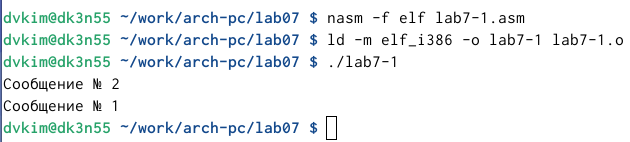 dvkim@dk3n55 ~/work/arch-pc/lab07 $ nasm -f elf lab7-1.asm
dvkim@dk3n55 ~/work/arch-pc/lab07 $ ld -m elf_i386 -o lab7-1 lab7-1.o
dvkim@dk3n55 ~/work/arch-pc/lab07 $ ./lab7-1
Сообщение № 2
Сообщение № 1
dvkim@dk3n55 ~/work/arch-pc/lab07 $